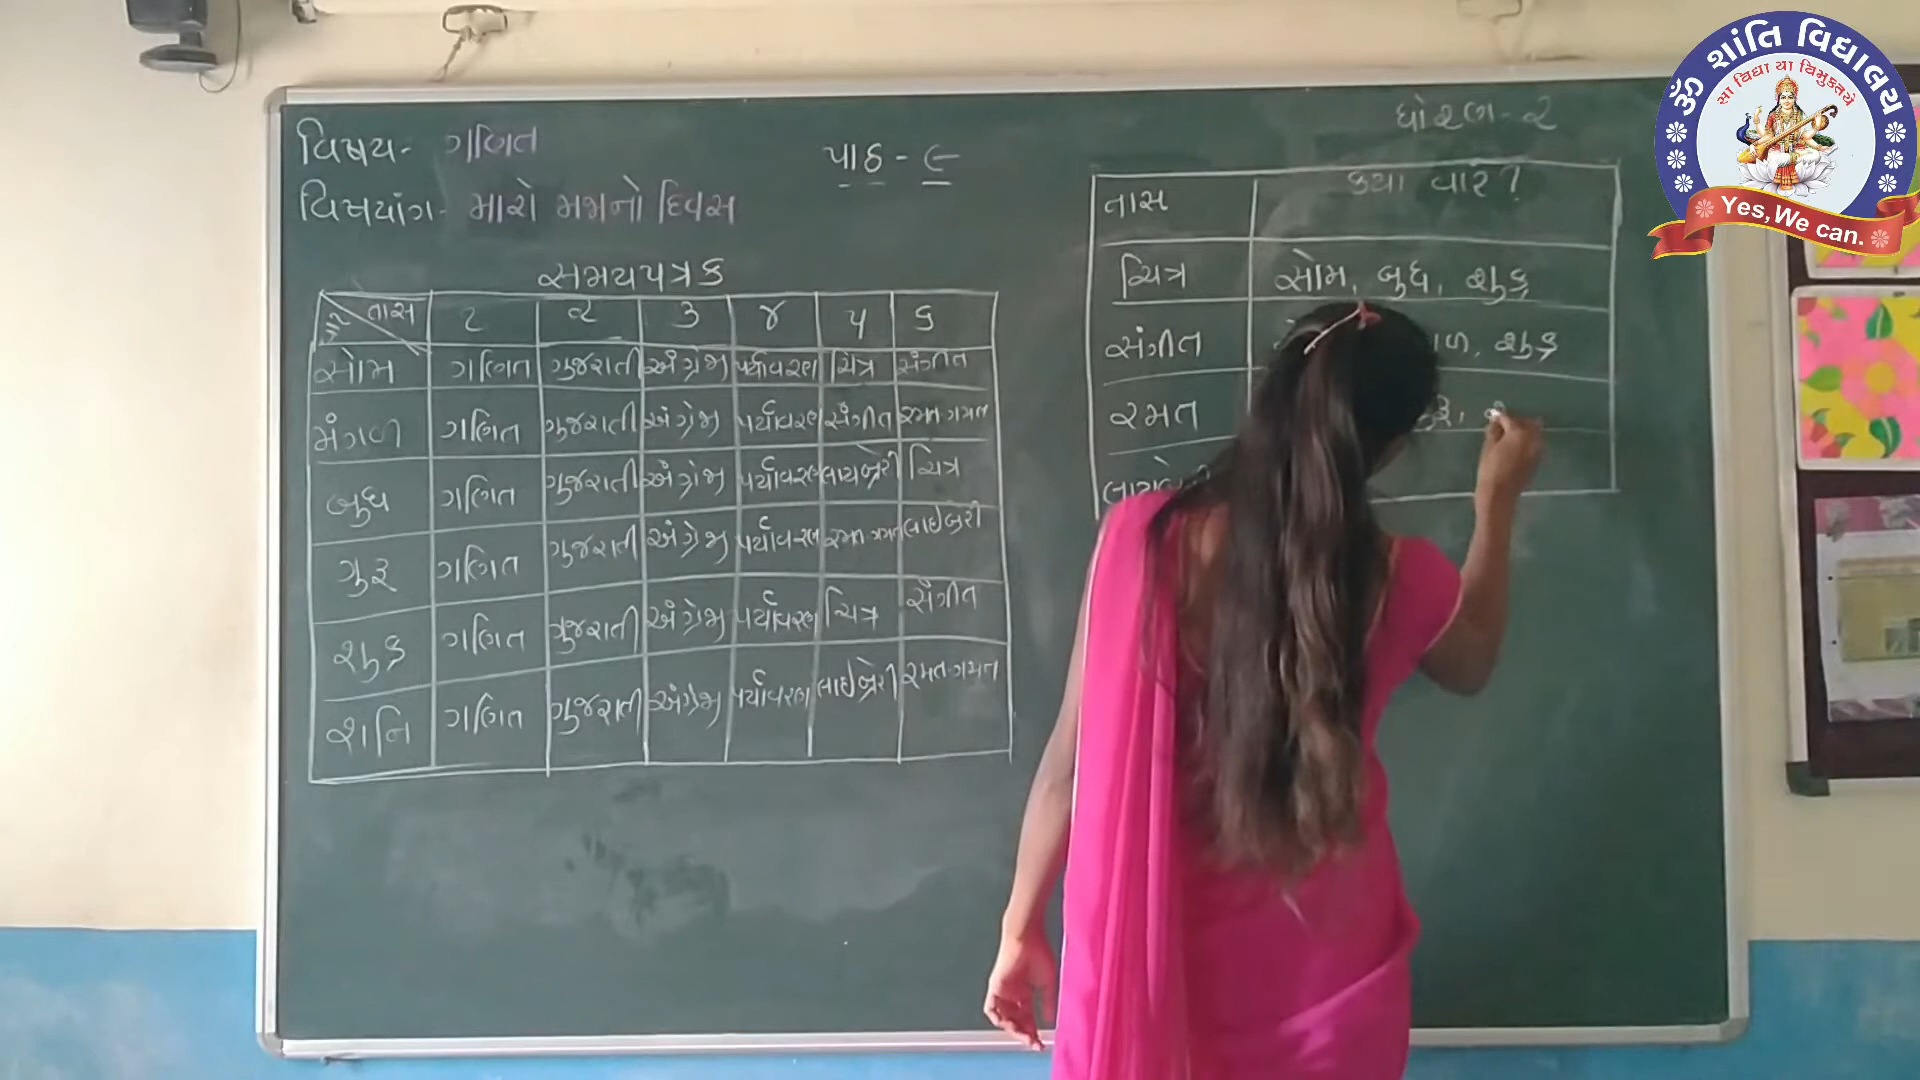 ૐ શાંતિ વિદ્યાલય
સા વિદ્યા યા વિમુક્તયે
Yes, We can.
ધોરણ - ૨
વિષય- ગણિત
પાઠ - ૯
વિષયાંગ- મારો મજાનો દિવસ
સમયપત્રક
વાર તાસ ૧ ૨ ૩ ૪ ૫ ૬
સોમ ગણિત ગુજરાતી અંગ્રેજી પર્યાવરણ ચિત્ર સંગીત
મંગળ ગણિત ગુજરાતી અંગ્રેજી પર્યાવરણ સંગીત રમત ગમત
બુધ ગણિત ગુજરાતી અંગ્રેજી પર્યાવરણ લાયબ્રેરી ચિત્ર
ગુરૂ ગણિત ગુજરાતી અંગ્રેજી પર્યાવરણ રમત ગમત લાઇબ્રેરી
શુક્ર ગણિત ગુજરાતી અંગ્રેજી પર્યાવરણ ચિત્ર સંગીત
શનિ ગણિત ગુજરાતી અંગ્રેજી પર્યાવરણ લાઇબ્રેરી રમત-ગમત
તાસ કયા વાર?
ચિત્ર સોમ, બુધ, શુક્ર
સંગીત શુક્ર
રમત